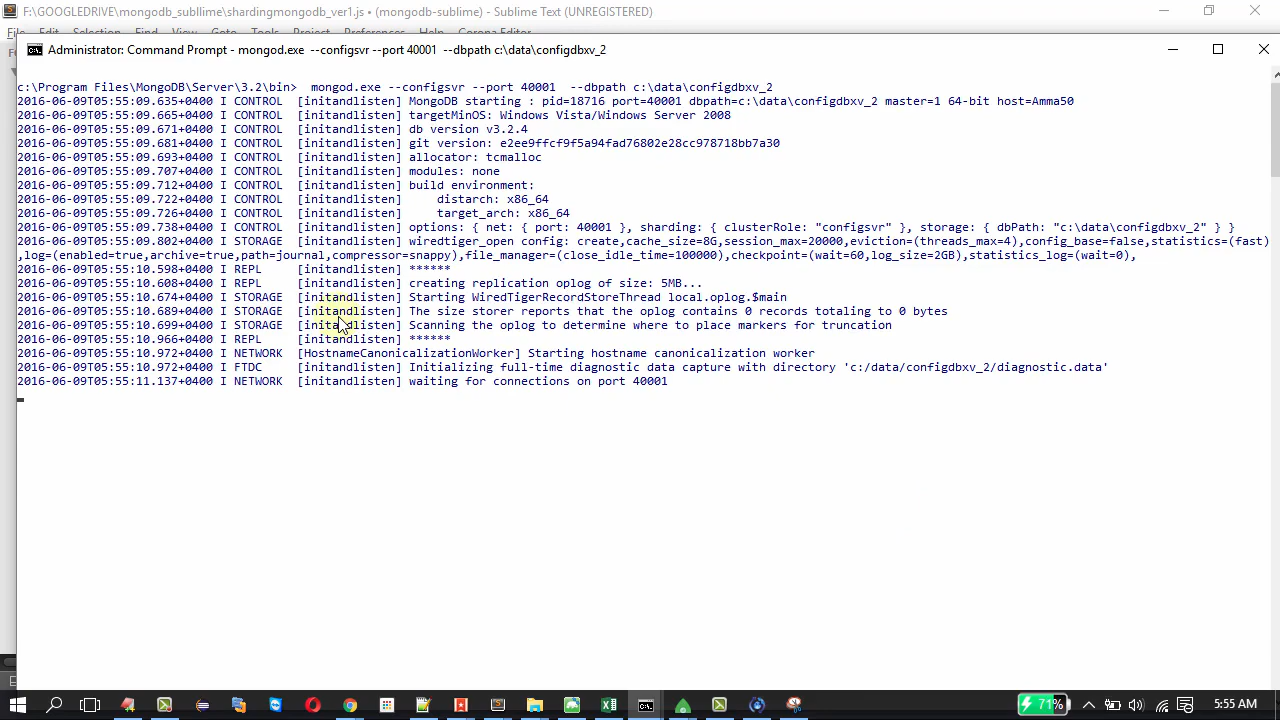 F:\GOOGLEDRIVE\mongodb_subllime\shardingmongodb_ver1.js • (mongodb-sublime) - Sublime Text (UNREGISTERED)
File Edit Selection Find View Goto Tools Project Preferences Help Corona Editor
Administrator: Command Prompt - mongod.exe --configsvr --port 40001 --dbpath c:\data\configdbxv_2
c:\Program Files\MongoDB\Server\3.2\bin> mongod.exe --configsvr --port 40001 --dbpath c:\data\configdbxv_2
2016-06-09T05:55:09.635+0400 I CONTROL [initandlisten] MongoDB starting : pid=18716 port=40001 dbpath=c:\data\configdbxv_2 master=1 64-bit host=Amma50
2016-06-09T05:55:09.665+0400 I CONTROL [initandlisten] targetMinOS: Windows Vista/Windows Server 2008
2016-06-09T05:55:09.671+0400 I CONTROL [initandlisten] db version v3.2.4
2016-06-09T05:55:09.681+0400 I CONTROL [initandlisten] git version: e2ee9ffcf9f5a94fad76802e28cc978718bb7a30
2016-06-09T05:55:09.693+0400 I CONTROL [initandlisten] allocator: tcmalloc
2016-06-09T05:55:09.707+0400 I CONTROL [initandlisten] modules: none
2016-06-09T05:55:09.712+0400 I CONTROL [initandlisten] build environment:
2016-06-09T05:55:09.722+0400 I CONTROL [initandlisten] distarch: x86_64
2016-06-09T05:55:09.726+0400 I CONTROL [initandlisten] target_arch: x86_64
2016-06-09T05:55:09.738+0400 I CONTROL [initandlisten] options: { net: { port: 40001 }, sharding: { clusterRole: "configsvr" }, storage: { dbPath: "c:\data\configdbxv_2" } }
2016-06-09T05:55:09.802+0400 I STORAGE [initandlisten] wiredtiger_open config: create,cache_size=8G,session_max=20000,eviction=(threads_max=4),config_base=false,statistics=(fast)
,log=(enabled=true,archive=true,path=journal,compressor=snappy),file_manager=(close_idle_time=100000),checkpoint=(wait=60,log_size=2GB),statistics_log=(wait=0),
2016-06-09T05:55:10.598+0400 I REPL [initandlisten] ******
2016-06-09T05:55:10.608+0400 I REPL [initandlisten] creating replication oplog of size: 5MB...
2016-06-09T05:55:10.674+0400 I STORAGE [initandlisten] Starting WiredTigerRecordStoreThread local.oplog.$main
2016-06-09T05:55:10.689+0400 I STORAGE [initandlisten] The size storer reports that the oplog contains 0 records totaling to 0 bytes
2016-06-09T05:55:10.699+0400 I STORAGE [initandlisten] Scanning the oplog to determine where to place markers for truncation
2016-06-09T05:55:10.966+0400 I REPL [initandlisten] ******
2016-06-09T05:55:10.972+0400 I NETWORK [HostnameCanonicalizationWorker] Starting hostname canonicalization worker
2016-06-09T05:55:10.972+0400 I FTDC [initandlisten] Initializing full-time diagnostic data capture with directory 'c:/data/configdbxv_2/diagnostic.data'
2016-06-09T05:55:11.137+0400 I NETWORK [initandlisten] waiting for connections on port 40001
71%
5:55 AM